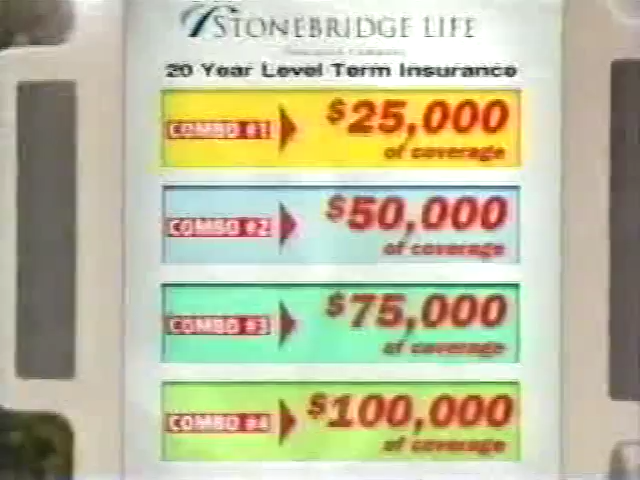 STONEBRIDGE LIFE
20 Year Level Term Insurance
COMBO #1
$25,000
of coverage
COMBO #2
$50,000
of coverage
COMBO #3
$75,000
of coverage
COMBO #4
$100,000
of coverage